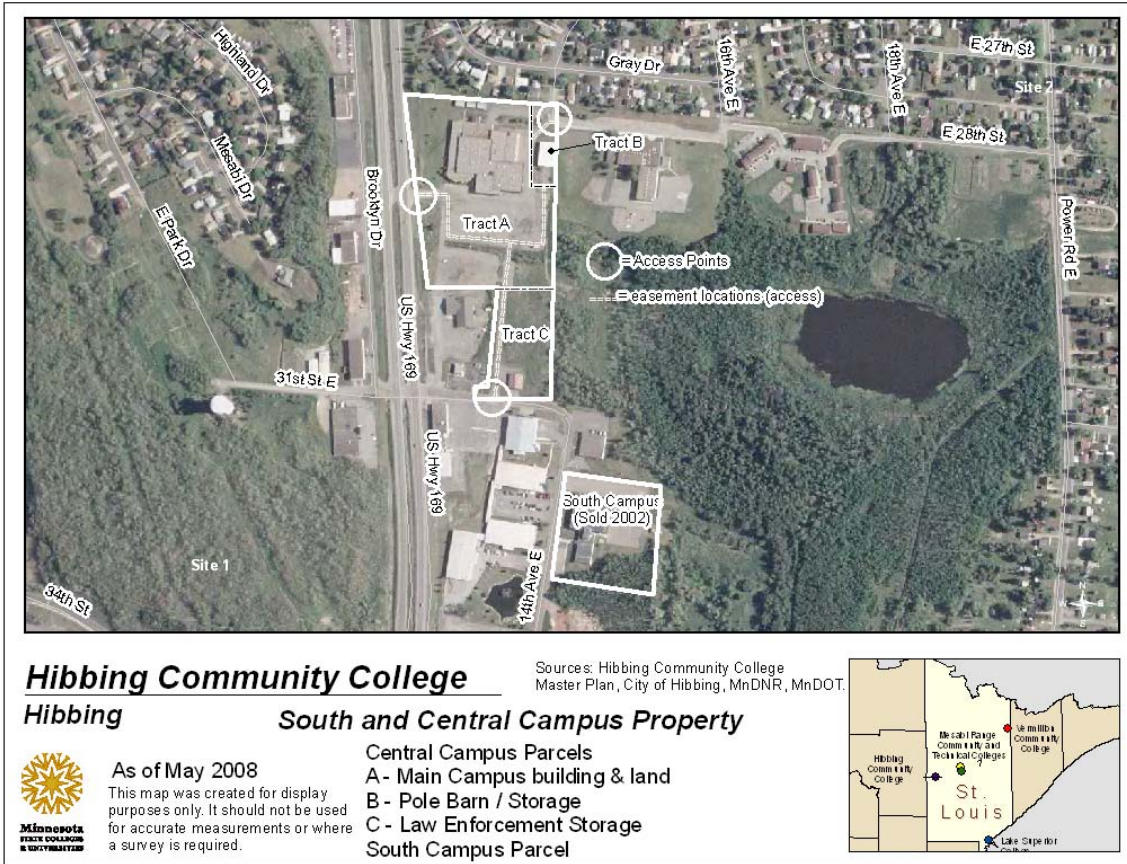 Highland Dr
Mesabi Dr
E Park Dr
Brooklyn Dr
US Hwy 169
US Hwy 169
31st St E
34th St
14th Ave E
Gray Dr
16th Ave E
18th Ave E
E 27th St
Site 2
E 28th St
Power Rd E
Tract B
Tract A
Tract C
= Access Points
= easement locations (access)
South Campus
(Sold 2002)
Site 1
N
W E
S
Hibbing Community College
Hibbing
South and Central Campus Property
Sources: Hibbing Community College
Master Plan, City of Hibbing, MnDNR, MnDOT.
As of May 2008
This map was created for display
purposes only. It should not be used
for accurate measurements or where
a survey is required.
Minnesota
STATE COLLEGES
& UNIVERSITIES
Central Campus Parcels
A - Main Campus building & land
B - Pole Barn / Storage
C - Law Enforcement Storage
South Campus Parcel
Vermilion
Community
College
Mesabi Range
Community and
Technical Colleges
?
Hibbing
Community
College
St.
Louis
Lake Superior
College